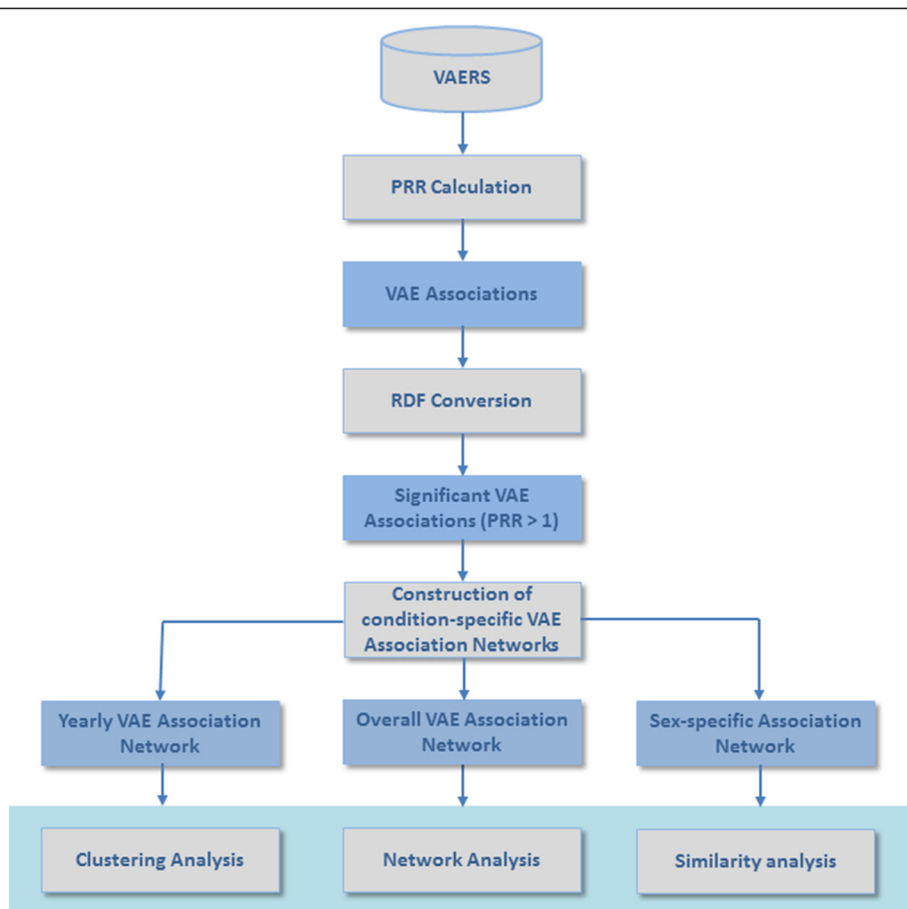 VAERS
PRR Calculation
VAE Associations
RDF Conversion
Significant VAE
Associations (PRR > 1)
Construction of
condition-specific VAE
Association Networks
Yearly VAE Association
Network
Overall VAE Association
Network
Sex-specific Association
Network
Clustering Analysis
Network Analysis
Similarity analysis